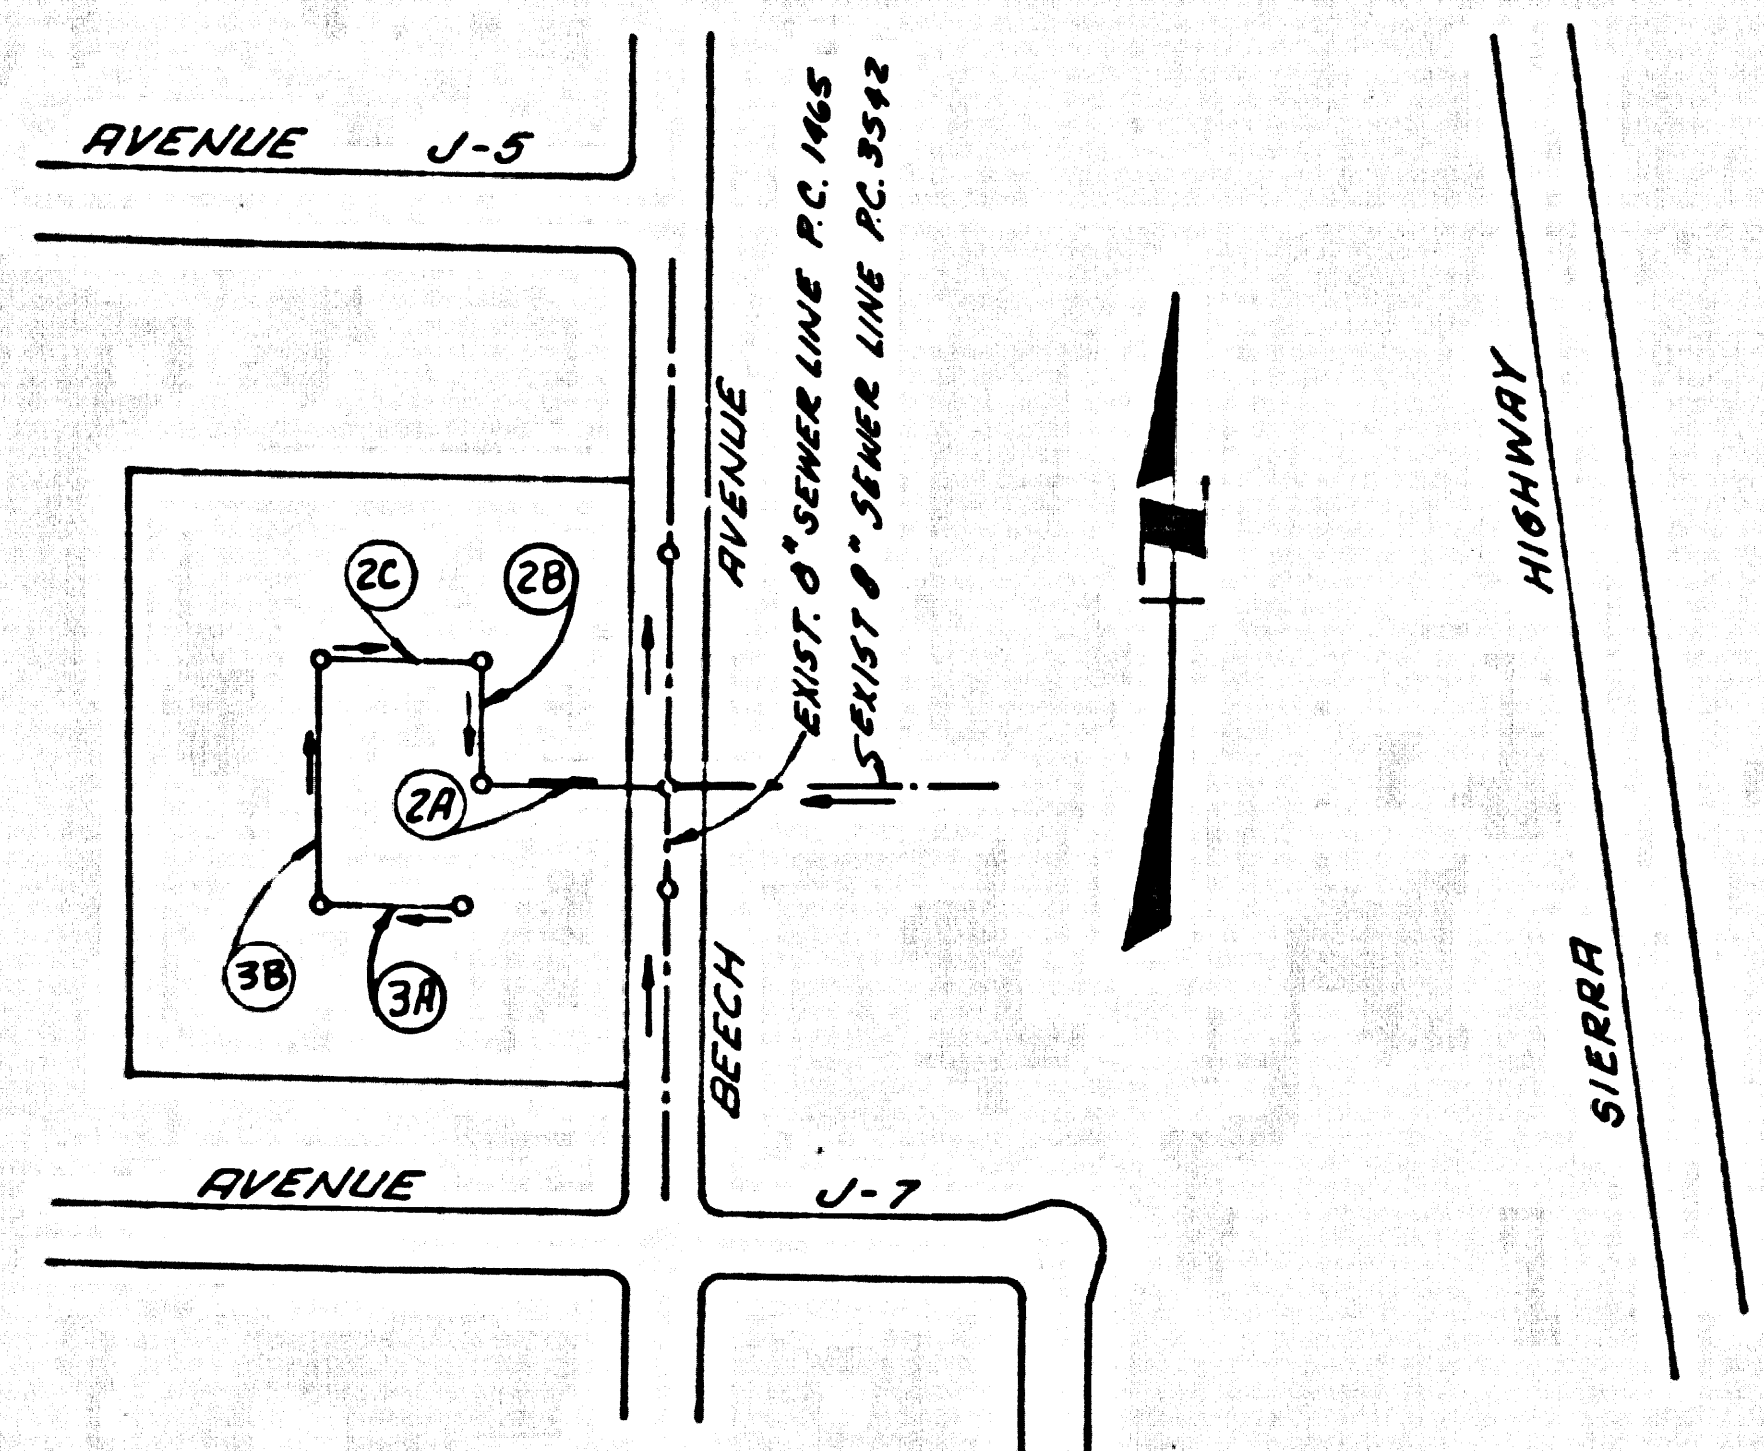 AVENUE J-5
EXIST. 8" SEWER LINE P.C. 1465
EXIST 8" SEWER LINE P.C. 3542
AVENUE
BEECH
HIGHWAY
SIERRA
N
2C
2B
2A
3B
3A
AVENUE J-7